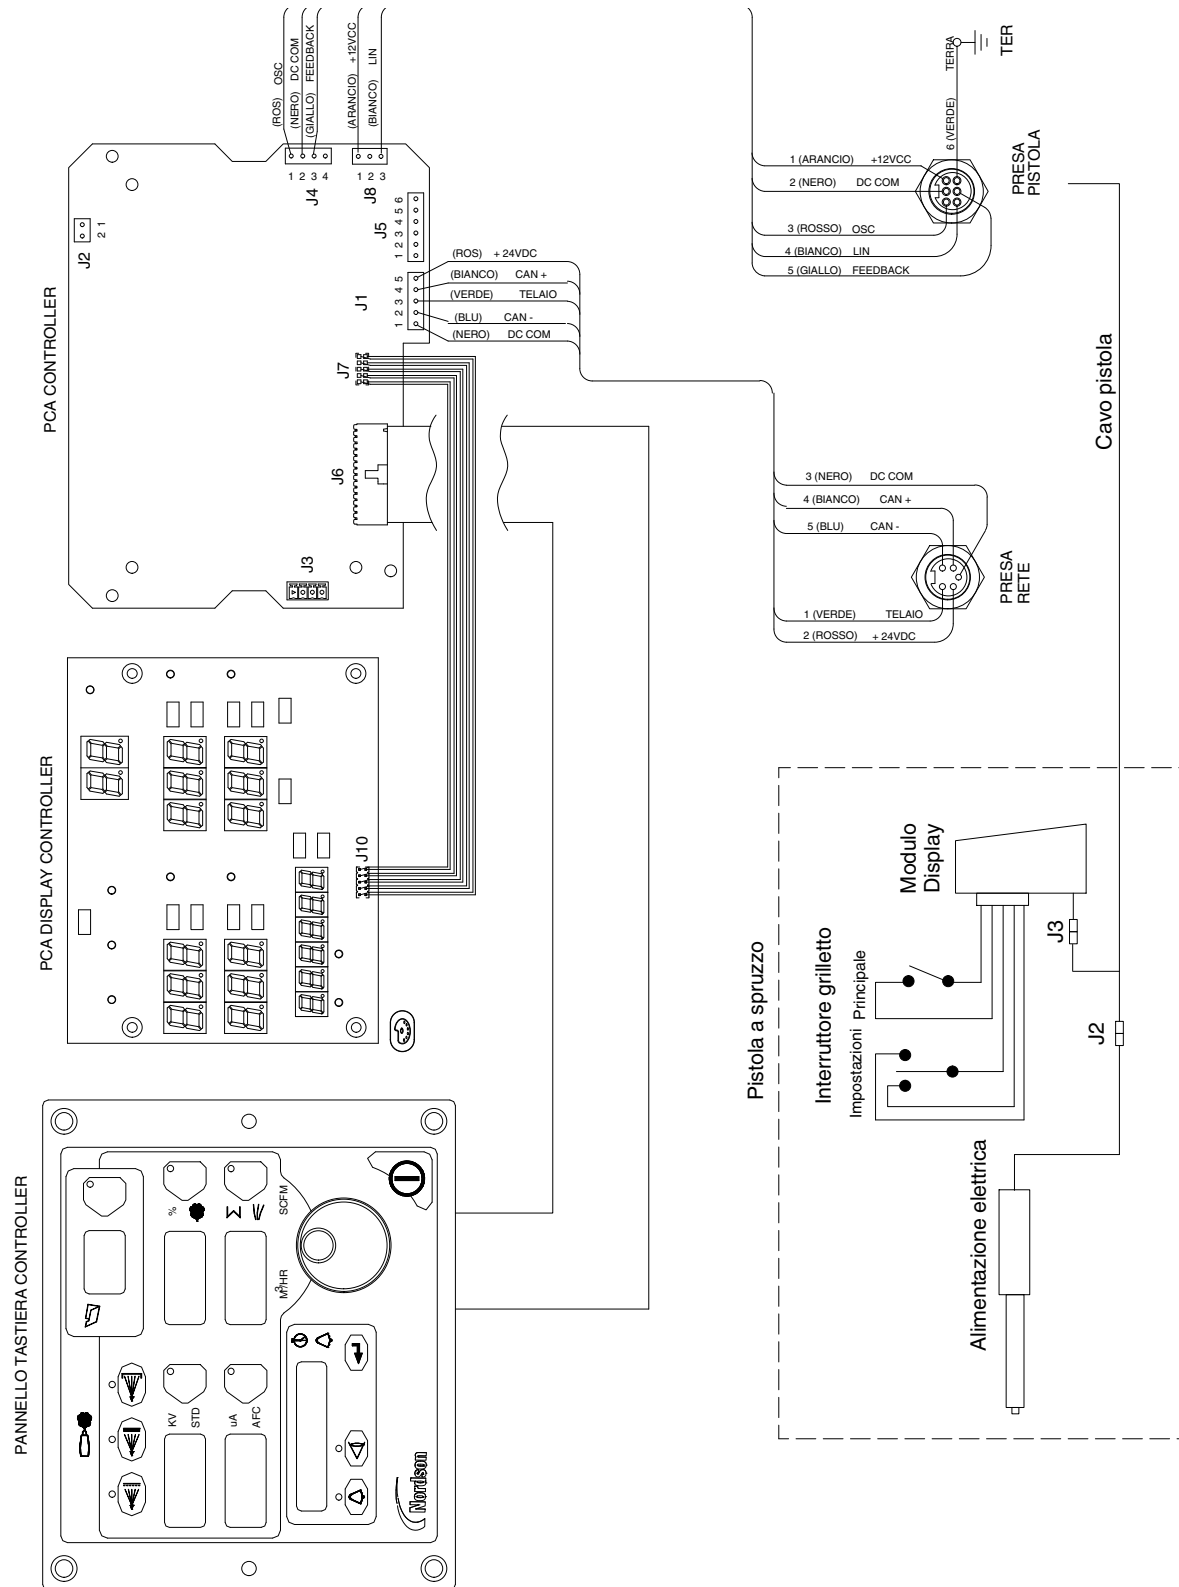 PCA CONTROLLER
J2
2 1
1 2 3 4
J4
1 2 3
J8
(ROS) OSC
(NERO) DC COM
(GIALLO) FEEDBACK
(ARANCIO) +12VCC
(BIANCO) LIN
J5
1 2 3 4 5 6
J1
1 2 3 4 5
(ROS) + 24VDC
(BIANCO) CAN +
(VERDE) TELAIO
(BLU) CAN -
(NERO) DC COM
J7
J6
J3
6 (VERDE) TERRA
TER
1 (ARANCIO) +12VCC
2 (NERO) DC COM
3 (ROSSO) OSC
4 (BIANCO) LIN
5 (GIALLO) FEEDBACK
PRESA
PISTOLA
Cavo pistola
3 (NERO) DC COM
4 (BIANCO) CAN +
5 (BLU) CAN -
1 (VERDE) TELAIO
2 (ROSSO) + 24VDC
PRESA
RETE
PCA DISPLAY CONTROLLER
J10
PANNELLO TASTIERA CONTROLLER
%
SCFM
M3/HR
KV
STD
uA
AFC
Nordson
Pistola a spruzzo
Interruttore grilletto
Impostazioni Principale
Modulo
Display
J3
J2
Alimentazione elettrica